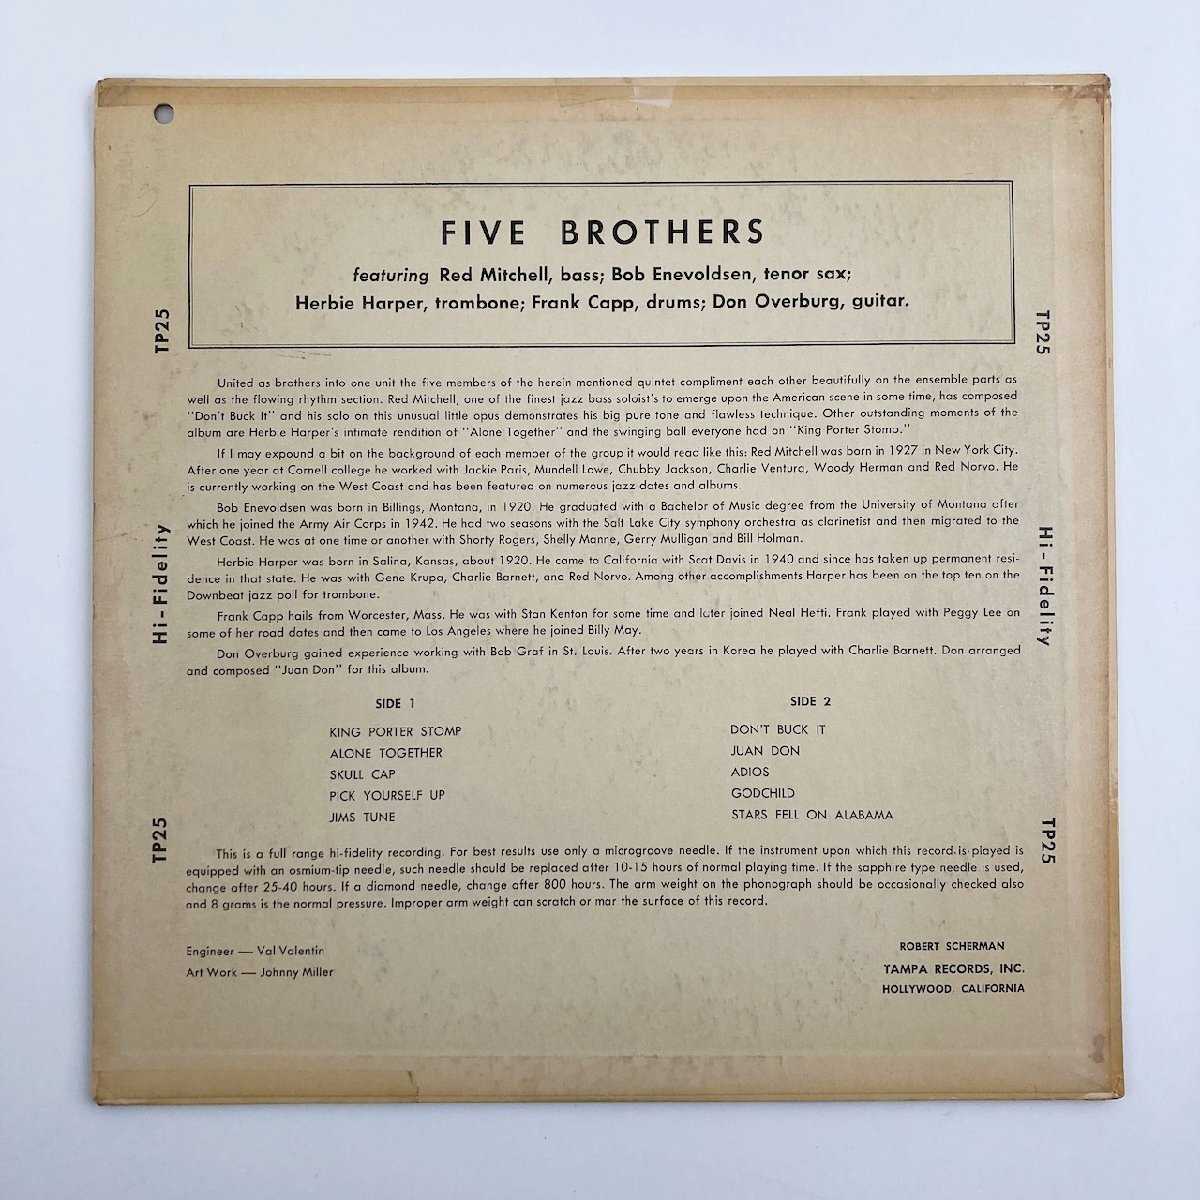 FIVE BROTHERS
featuring Red Mitchell, bass; Bob Enevoldsen, tenor sax;
Herbie Harper, trombone; Frank Capp, drums; Don Overburg, guitar.
TP25
TP25
United as brothers into one unit the five members of the herein mentioned quintet compliment each other beautifully on the ensemble parts as
well as the flowing rhythm section. Red Mitchell, one of the finest jazz bass soloist's to emerge upon the American scene in some time, has composed
"Don't Buck It" and his solo on this unusual little opus demonstrates his big pure tone and flawless technique. Other outstanding moments of the
album are Herbie Harper's intimate rendition of "Alone Together" and the swinging ball everyone had on "King Porter Stomp."
If I may expound a bit on the background of each member of the group it would read like this: Red Mitchell was born in 1927 in New York City.
After one year at Cornell college he worked with Jackie Paris, Mundell Lowe, Chubby Jackson, Charlie Ventura, Woody Herman and Red Norvo. He
is currently working on the West Coast and has been featured on numerous jazz dates and albums.
Bob Enevoldsen was born in Billings, Montana, in 1920. He graduated with a Bachelor of Music degree from the University of Montana after
which he joined the Army Air Corps in 1942. He had two seasons with the Salt Lake City symphony orchestra as clarinetist and then migrated to the
West Coast. He was at one time or another with Shorty Rogers, Shelly Manne, Gerry Mulligan and Bill Holman.
Herbie Harper was born in Salina, Kansas, about 1920. He came to California with Scat Davis in 1940 and since has taken up permanent resi-
dence in that state. He was with Gene Krupa, Charlie Barnett, and Red Norvo. Among other accomplishments Harper has been on the top ten on the
Downbeat jazz poll for trombone.
Frank Capp hails from Worcester, Mass. He was with Stan Kenton for some time and later joined Neal Hefti. Frank played with Peggy Lee on
some of her road dates and then came to Los Angeles where he joined Billy May.
Don Overburg gained experience working with Bob Graf in St. Louis. After two years in Korea he played with Charlie Barnett. Don arranged
and composed "Juan Don" for this album.
Hi-Fidelity
Hi-Fidelity
SIDE 1
KING PORTER STOMP
ALONE TOGETHER
SKULL CAP
PICK YOURSELF UP
JIMS TUNE
SIDE 2
DON'T BUCK IT
JUAN DON
ADIOS
GODCHILD
STARS FELL ON ALABAMA
TP25
TP25
This is a full range hi-fidelity recording. For best results use only a microgroove needle. If the instrument upon which this record is played is
equipped with an osmium-tip needle, such needle should be replaced after 10-15 hours of normal playing time. If the sapphire type needle is used,
change after 25-40 hours. If a diamond needle, change after 800 hours. The arm weight on the phonograph should be occasionally checked also
and 8 grams is the normal pressure. Improper arm weight can scratch or mar the surface of this record.
Engineer — Val Valentin
Art Work — Johnny Miller
ROBERT SCHERMAN
TAMPA RECORDS, INC.
HOLLYWOOD, CALIFORNIA